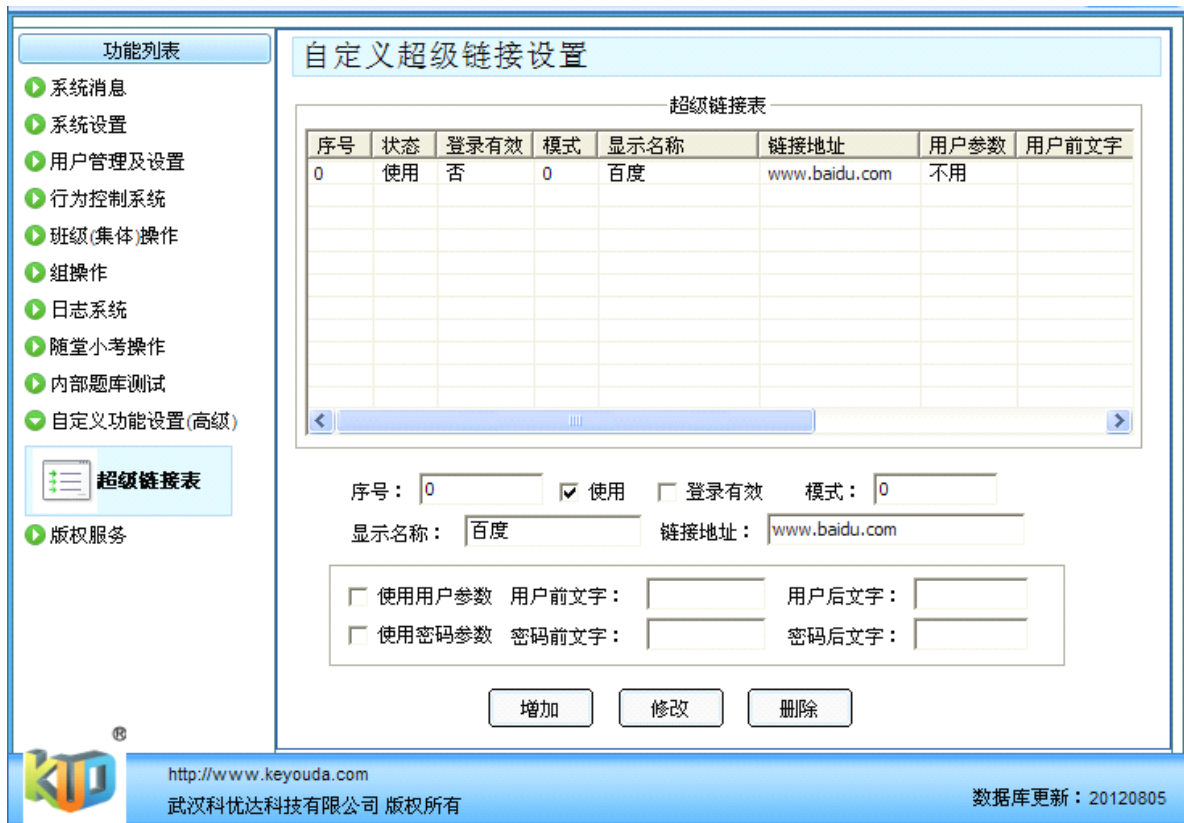 功能列表
系统消息
系统设置
用户管理及设置
行为控制系统
班级(集体)操作
组操作
日志系统
随堂小考操作
内部题库测试
自定义功能设置(高级)
超级链接表
版权服务
自定义超级链接设置
超级链接表
序号 状态 登录有效 模式 显示名称 链接地址 用户参数 用户前文字
0 使用 否 0 百度 www.baidu.com 不用
序号： 0 使用 登录有效 模式： 0
显示名称： 百度 链接地址： www.baidu.com
使用用户参数 用户前文字： 用户后文字：
使用密码参数 密码前文字： 密码后文字：
增加 修改 删除
®
KYD
http://www.keyouda.com
武汉科优达科技有限公司 版权所有
数据库更新：20120805